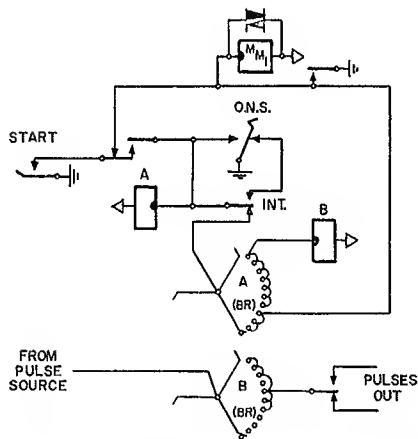 M M₁
O.N.S.
START
A
INT.
B
A
(BR)
FROM
PULSE
SOURCE
B
(BR)
PULSES
OUT